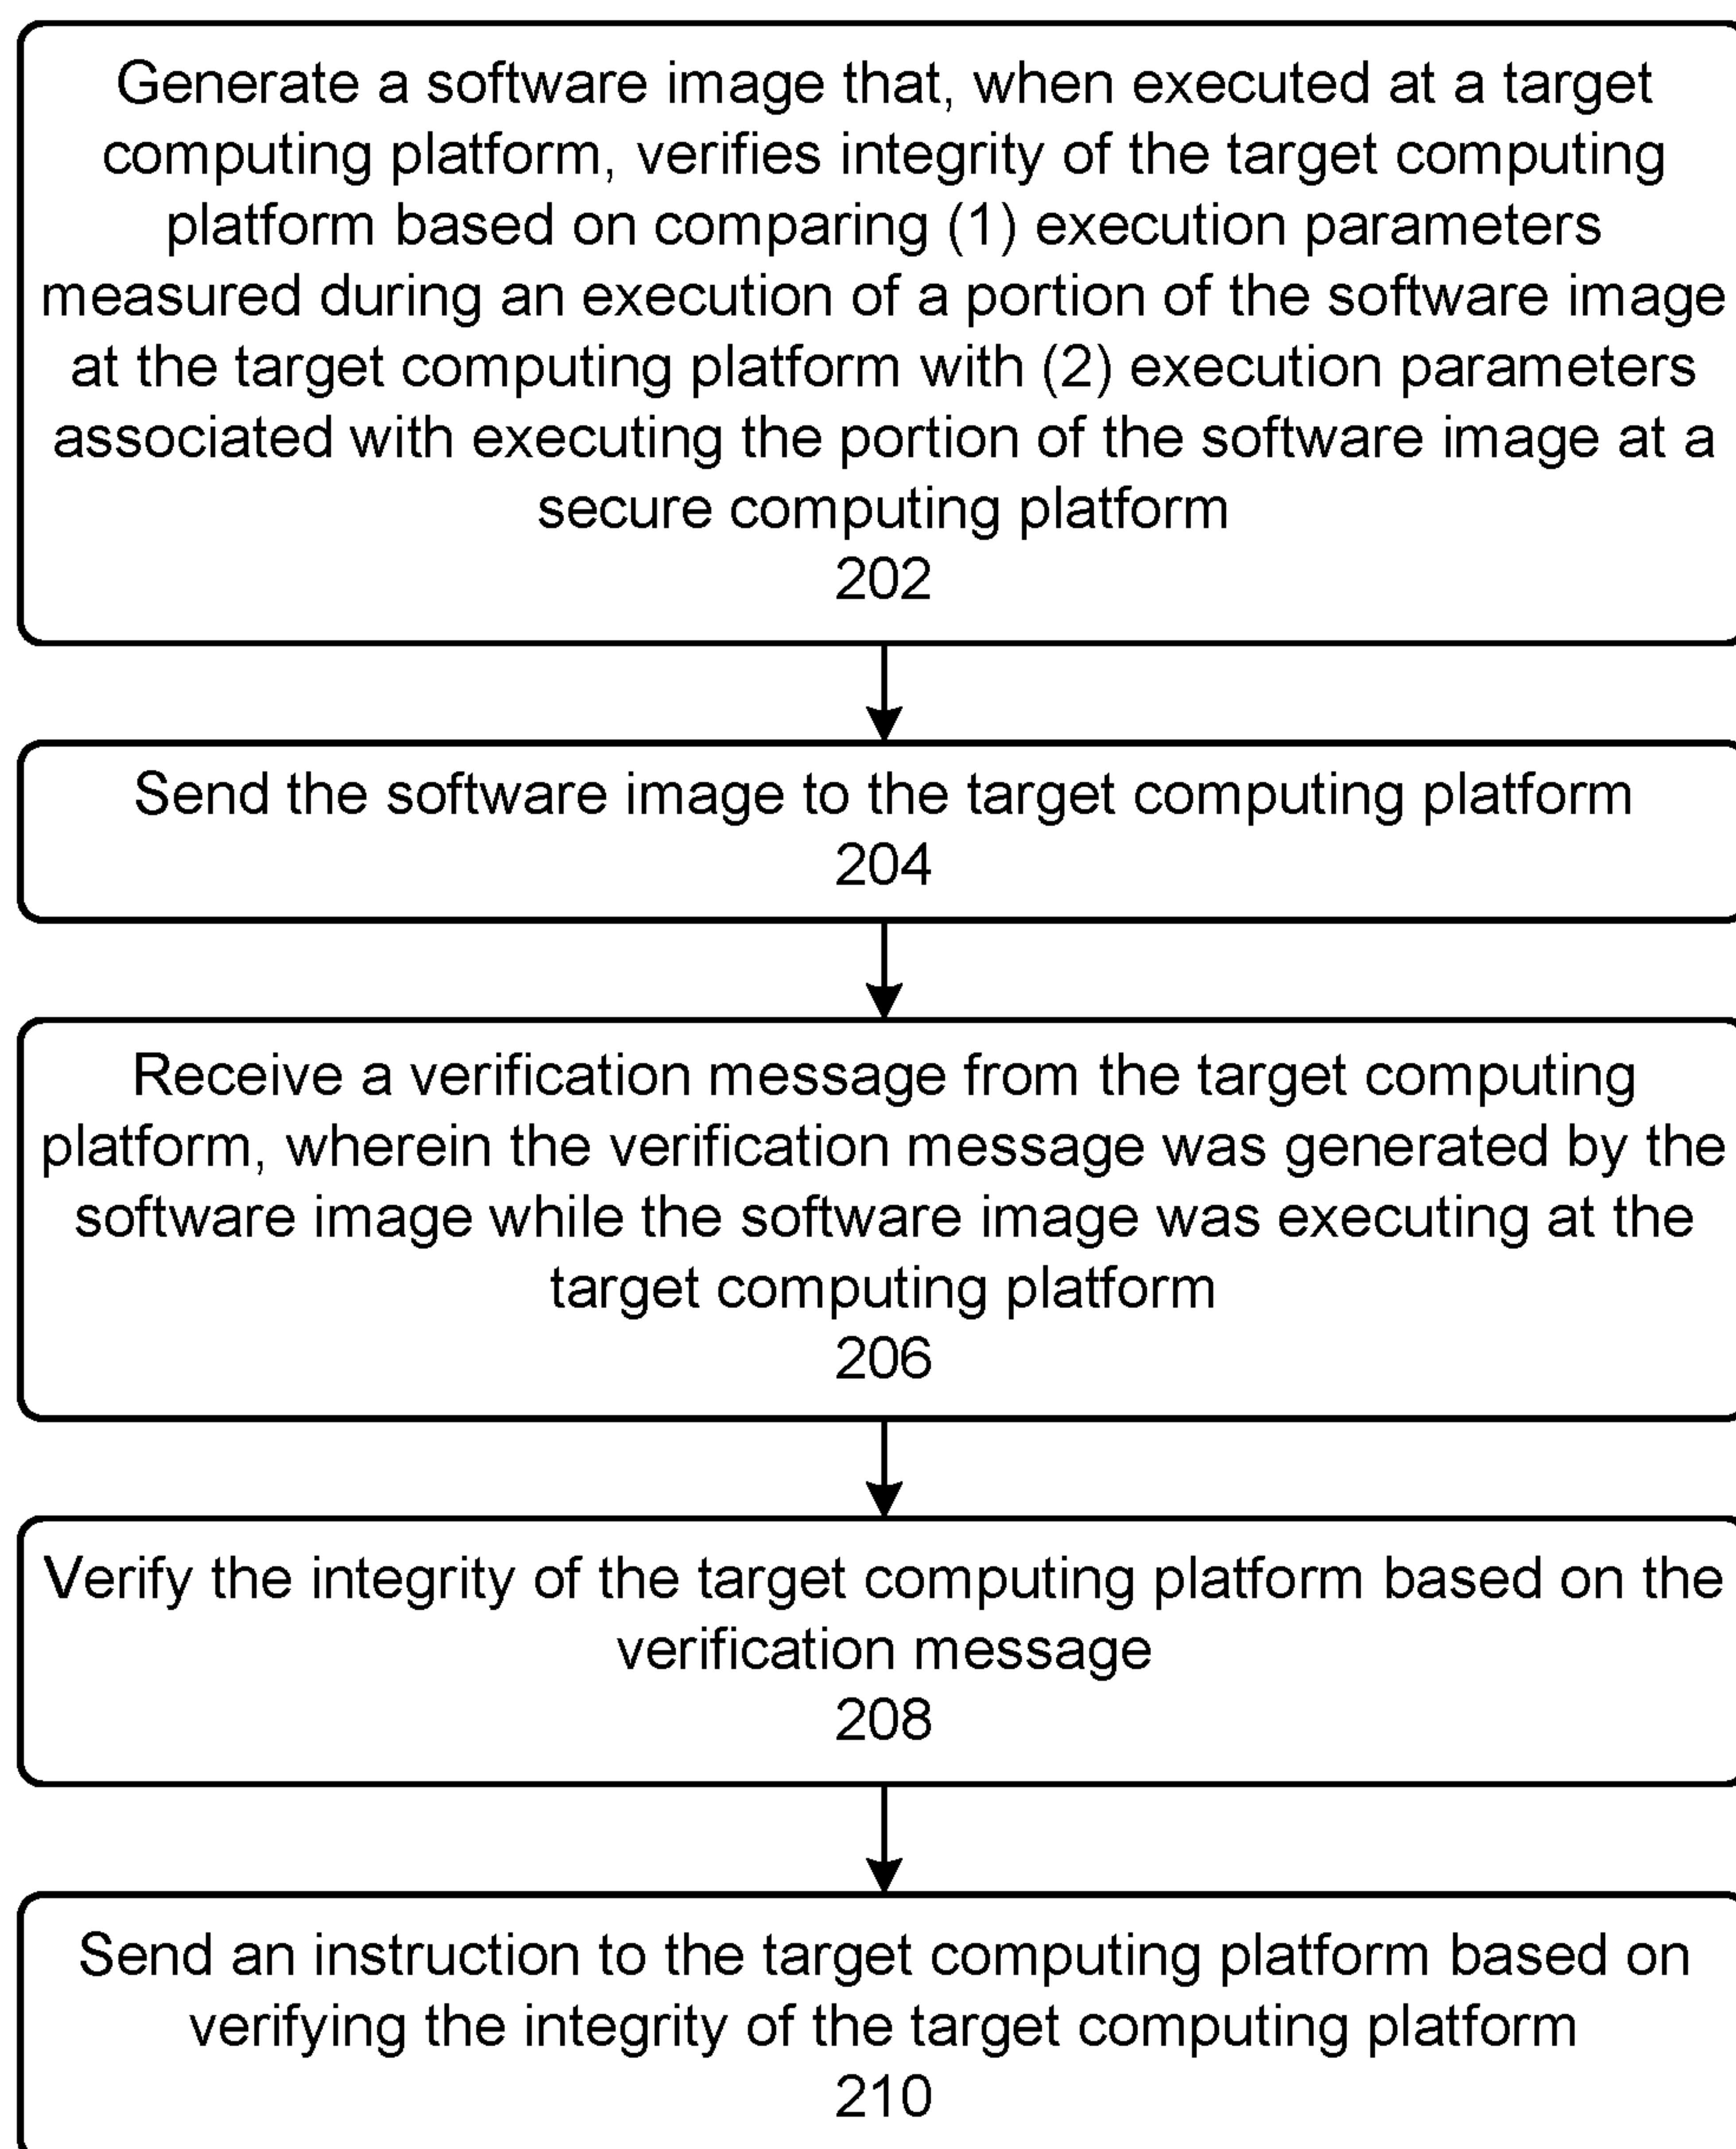 Generate a software image that, when executed at a target
computing platform, verifies integrity of the target computing
platform based on comparing (1) execution parameters
measured during an execution of a portion of the software image
at the target computing platform with (2) execution parameters
associated with executing the portion of the software image at a
secure computing platform
202
Send the software image to the target computing platform
204
Receive a verification message from the target computing
platform, wherein the verification message was generated by the
software image while the software image was executing at the
target computing platform
206
Verify the integrity of the target computing platform based on the
verification message
208
Send an instruction to the target computing platform based on
verifying the integrity of the target computing platform
210